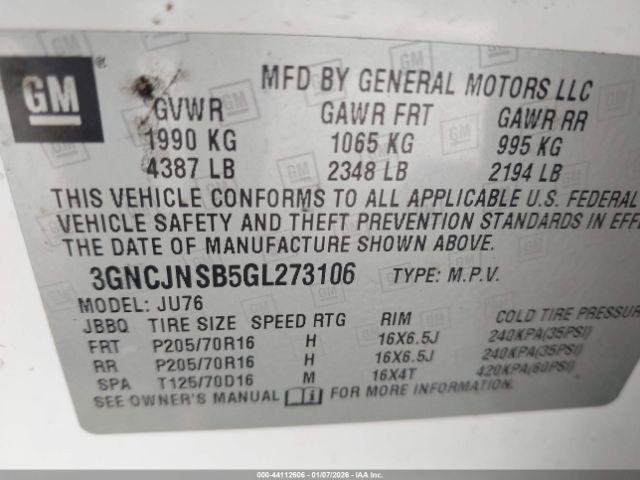 GM
MFD BY GENERAL MOTORS LLC
GVWR GAWR FRT GAWR RR
1990 KG 1065 KG 995 KG
4387 LB 2348 LB 2194 LB
THIS VEHICLE CONFORMS TO ALL APPLICABLE U.S. FEDERAL
VEHICLE SAFETY AND THEFT PREVENTION STANDARDS IN EFF
THE DATE OF MANUFACTURE SHOWN ABOVE.
3GNCJNSB5GL273106 TYPE: M.P.V.
MODEL: JU76
JBBQ TIRE SIZE SPEED RTG RIM COLD TIRE PRESSUR
FRT P205/70R16 H 16X6.5J 240KPA(35PSI)
RR P205/70R16 H 16X6.5J 240KPA(35PSI)
SPA T125/70D16 M 16X4T 420KPA(60PSI)
SEE OWNER'S MANUAL FOR MORE INFORMATION.
000-44112606 | 01/07/2026 | IAAI.COM